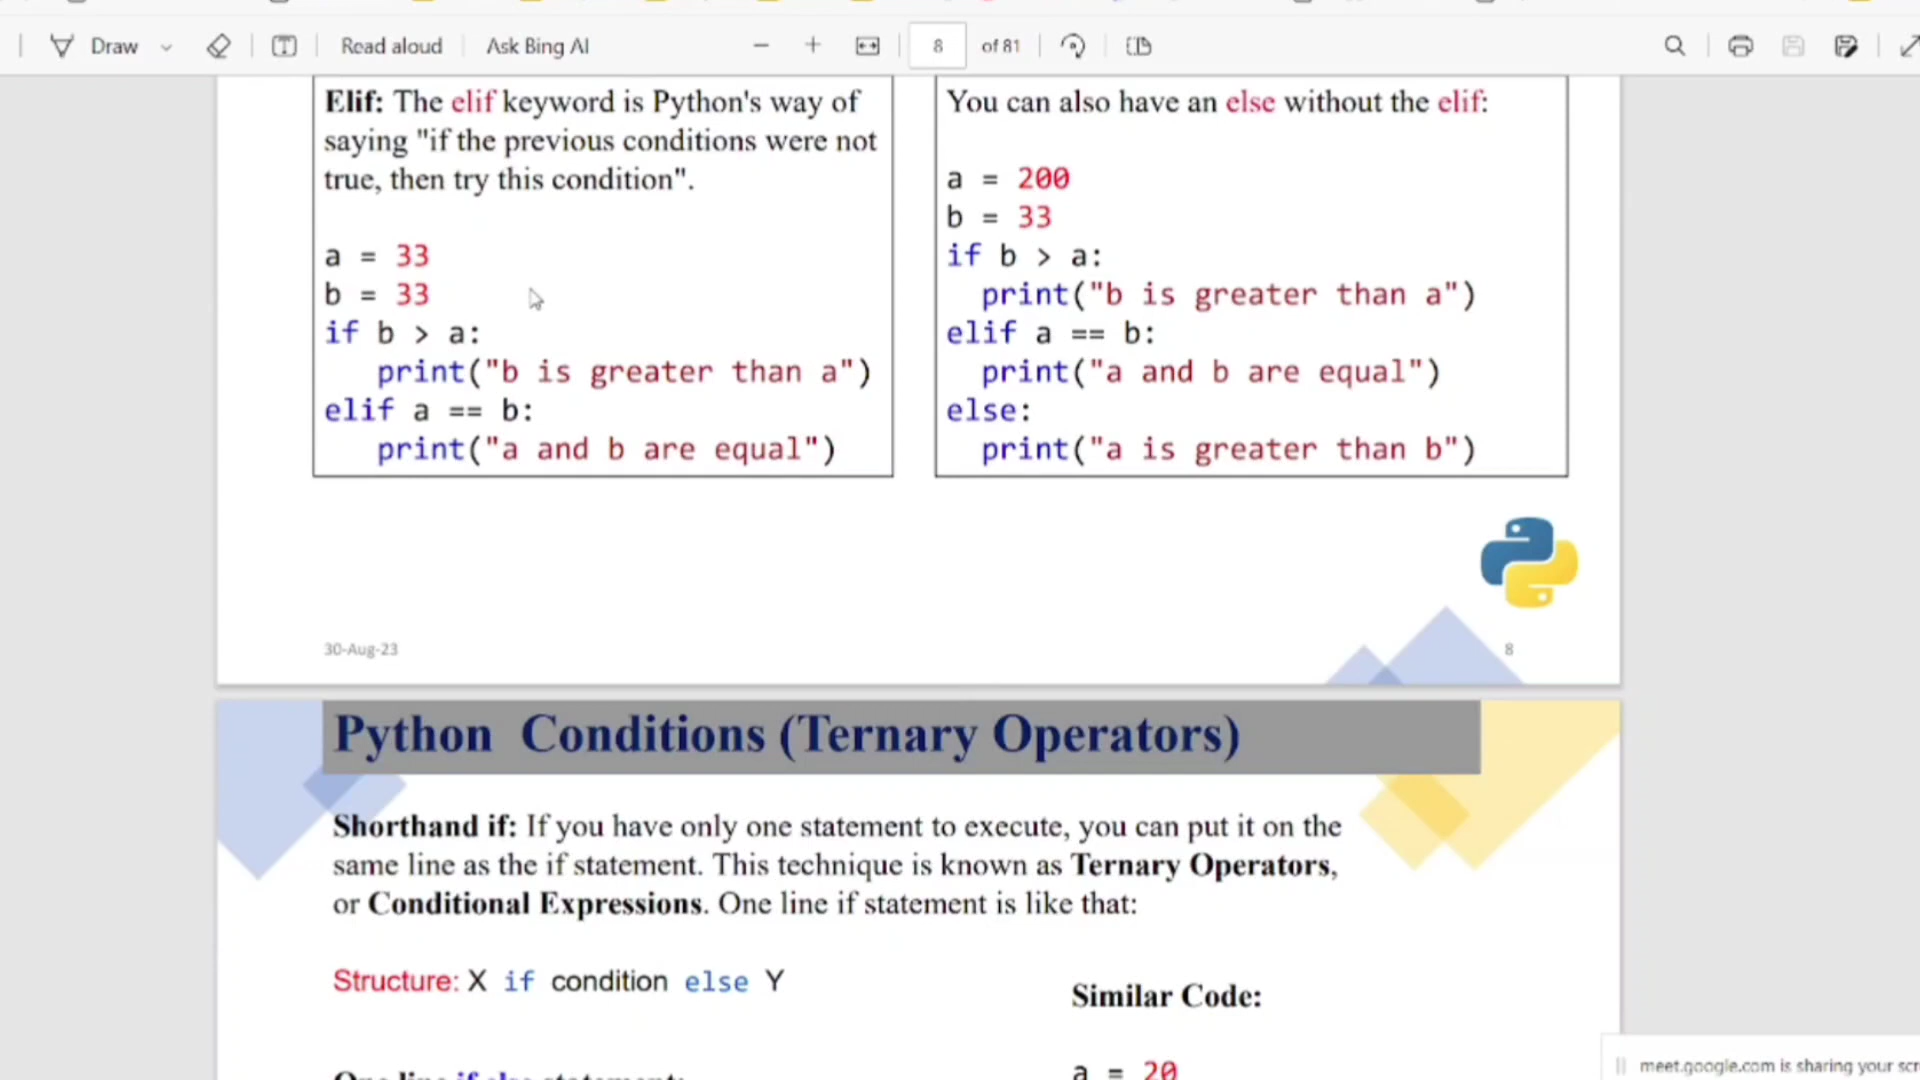 Draw
Read aloud
Ask Bing AI
8
of 81
Elif: The elif keyword is Python's way of
saying "if the previous conditions were not
true, then try this condition".
a = 33
b = 33
if b > a:
print("b is greater than a")
elif a == b:
print("a and b are equal")
You can also have an else without the elif:
a = 200
b = 33
if b > a:
print("b is greater than a")
elif a == b:
print("a and b are equal")
else:
print("a is greater than b")
30-Aug-23
8
Python Conditions (Ternary Operators)
Shorthand if: If you have only one statement to execute, you can put it on the
same line as the if statement. This technique is known as Ternary Operators,
or Conditional Expressions. One line if statement is like that:
Structure: X if condition else Y
Similar Code:
One line if else statement:
a = 20
meet.google.com is sharing your scr